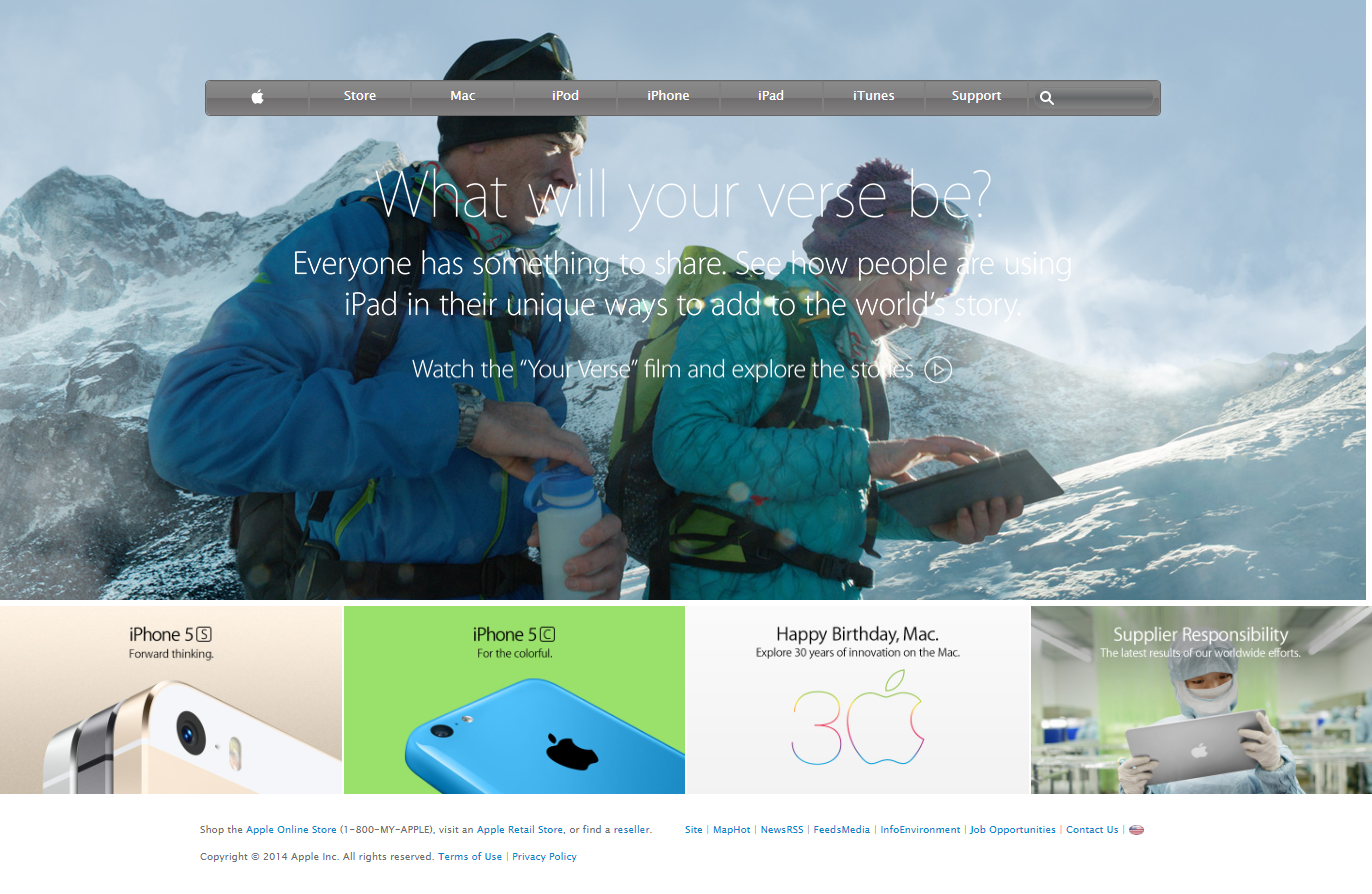 Store Mac iPod iPhone iPad iTunes Support
What will your verse be?
Everyone has something to share. See how people are using
iPad in their unique ways to add to the world's story.
Watch the “Your Verse” film and explore the stories
iPhone 5S
Forward thinking.
iPhone 5C
For the colorful.
Happy Birthday, Mac.
Explore 30 years of innovation on the Mac.
30
Supplier Responsibility
The latest results of our worldwide efforts.
Shop the Apple Online Store (1-800-MY-APPLE), visit an Apple Retail Store, or find a reseller.
Site | MapHot | NewsRSS | FeedsMedia | InfoEnvironment | Job Opportunities | Contact Us |
Copyright © 2014 Apple Inc. All rights reserved. Terms of Use | Privacy Policy